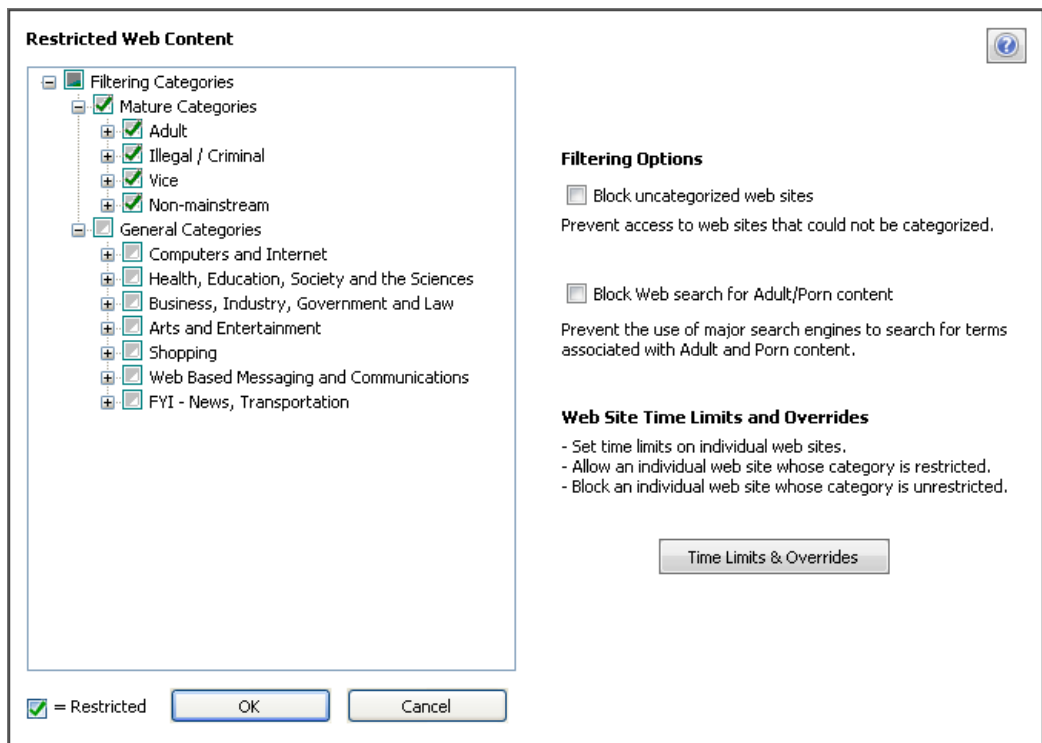 Restricted Web Content
Filtering Categories
Mature Categories
Adult
Illegal / Criminal
Vice
Non-mainstream
General Categories
Computers and Internet
Health, Education, Society and the Sciences
Business, Industry, Government and Law
Arts and Entertainment
Shopping
Web Based Messaging and Communications
FYI - News, Transportation
= Restricted
OK
Cancel
Filtering Options
Block uncategorized web sites
Prevent access to web sites that could not be categorized.
Block Web search for Adult/Porn content
Prevent the use of major search engines to search for terms
associated with Adult and Porn content.
Web Site Time Limits and Overrides
- Set time limits on individual web sites.
- Allow an individual web site whose category is restricted.
- Block an individual web site whose category is unrestricted.
Time Limits & Overrides